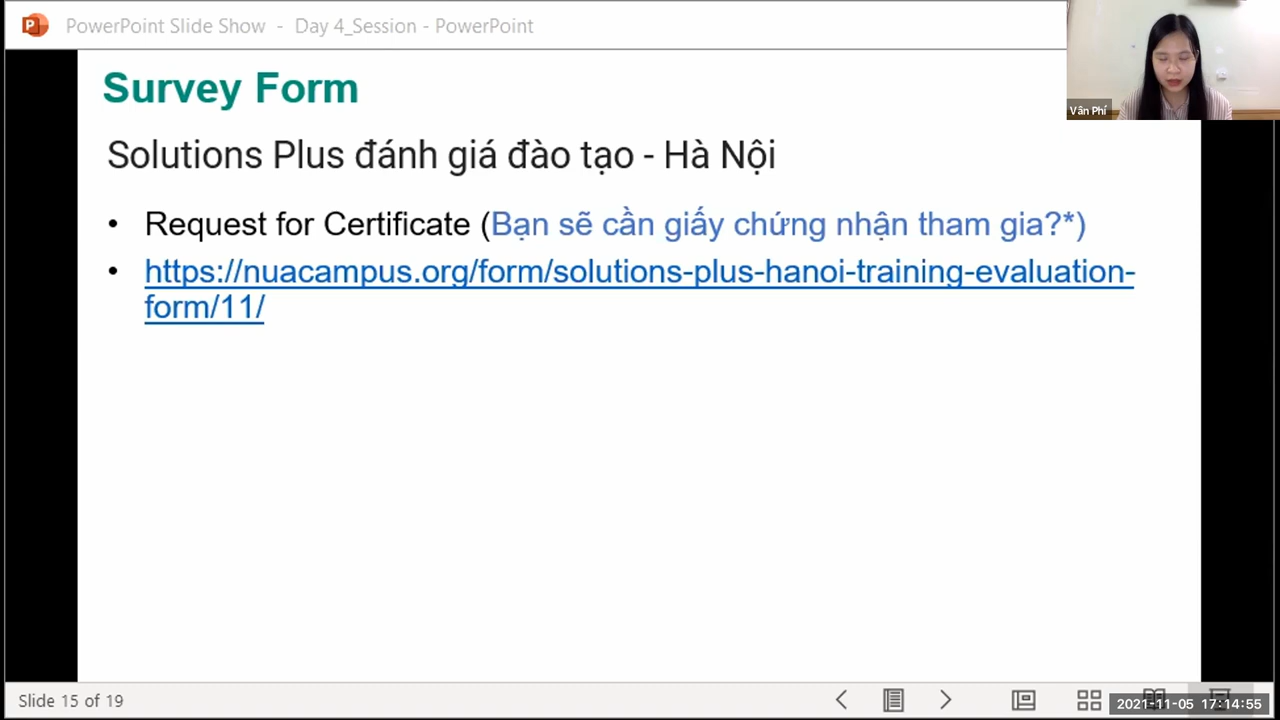 PowerPoint Slide Show - Day 4_Session - PowerPoint
Vân Phí
Survey Form
Solutions Plus đánh giá đào tạo - Hà Nội
• Request for Certificate (Bạn sẽ cần giấy chứng nhận tham gia?*)
• https://nuacampus.org/form/solutions-plus-hanoi-training-evaluation-
form/11/
Slide 15 of 19
2021-11-05 17:14:55